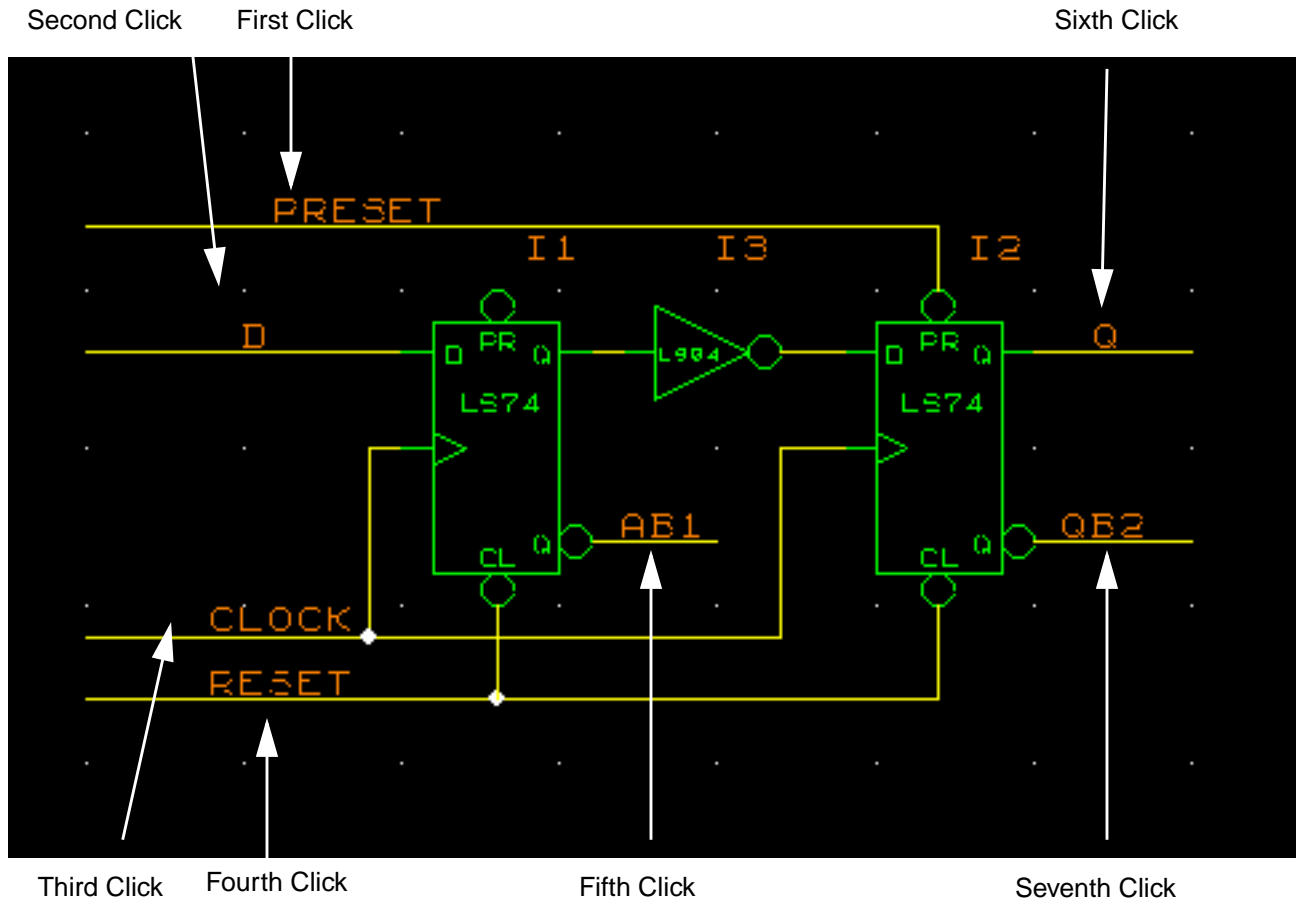 Second Click First Click Sixth Click
PRESET
I1 I3 I2
D Q
D PR Q L904 D PR Q
LS74 LS74
AB1 QB2
CL Q CL Q
CLOCK
RESET
Third Click Fourth Click Fifth Click Seventh Click